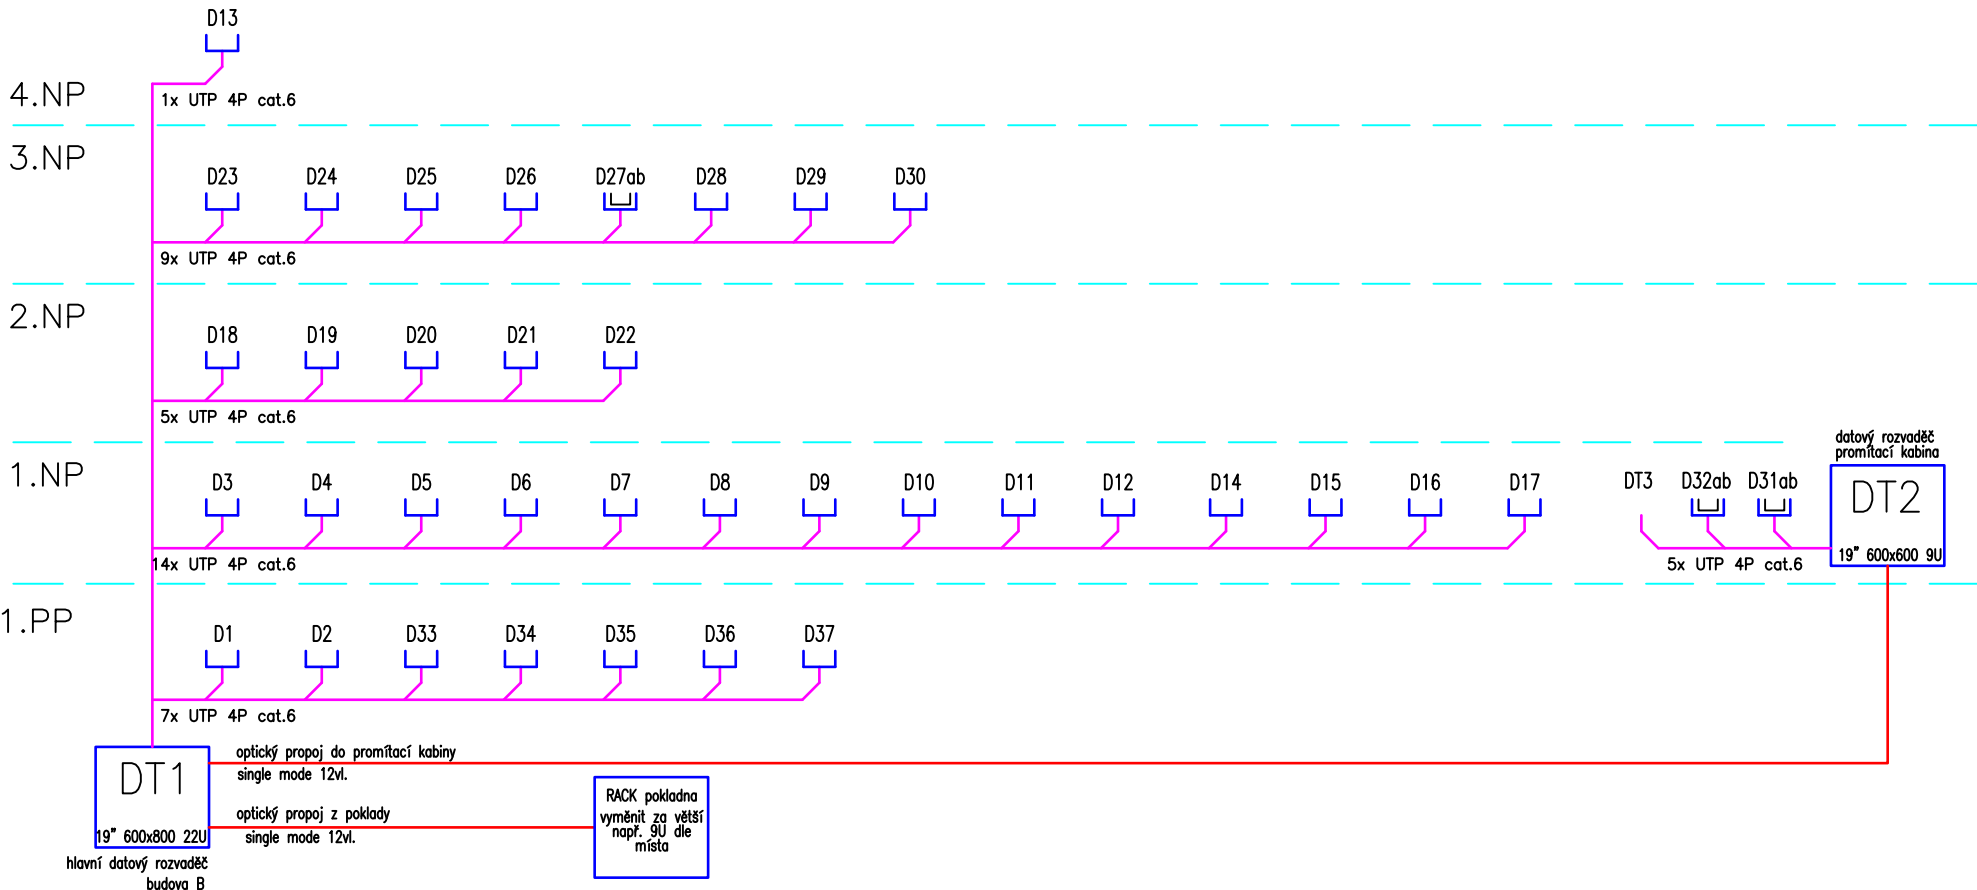 D13
4.NP
1x UTP 4P cat.6
3.NP
D23 D24 D25 D26 D27ab D28 D29 D30
9x UTP 4P cat.6
2.NP
D18 D19 D20 D21 D22
5x UTP 4P cat.6
1.NP
D3 D4 D5 D6 D7 D8 D9 D10 D11 D12 D14 D15 D16 D17
14x UTP 4P cat.6
DT3 D32ab D31ab
5x UTP 4P cat.6
datový rozvaděč
promítací kabina
DT2
19" 600x600 9U
1.PP
D1 D2 D33 D34 D35 D36 D37
7x UTP 4P cat.6
DT1
19" 600x800 22U
hlavní datový rozvaděč
budova B
optický propoj do promítací kabiny
single mode 12vl.
optický propoj z poklady
single mode 12vl.
RACK pokladna
vyměnit za větší
např. 9U dle
místa